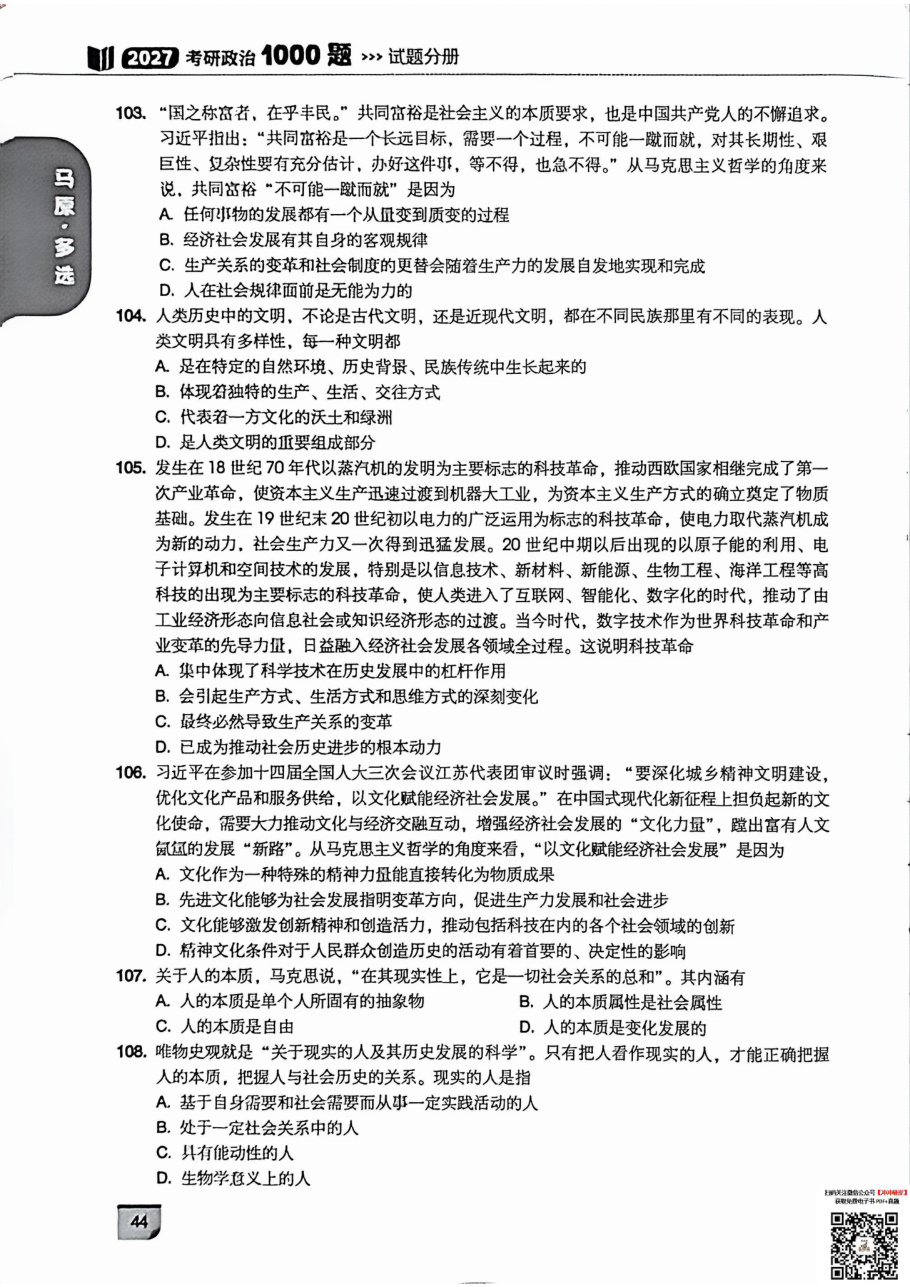 2027 考研政治 1000 题 >>> 试题分册
马原·多选
103. “国之称富者，在乎丰民。”共同富裕是社会主义的本质要求，也是中国共产党人的不懈追求。
习近平指出：“共同富裕是一个长远目标，需要一个过程，不可能一蹴而就，对其长期性、艰
巨性、复杂性要有充分估计，办好这件事，等不得，也急不得。”从马克思主义哲学的角度来
说，共同富裕“不可能一蹴而就”是因为
A. 任何事物的发展都有一个从量变到质变的过程
B. 经济社会发展有其自身的客观规律
C. 生产关系的变革和社会制度的更替会随着生产力的发展自发地实现和完成
D. 人在社会规律面前是无能为力的
104. 人类历史中的文明，不论是古代文明，还是近现代文明，都在不同民族那里有不同的表现。人
类文明具有多样性，每一种文明都
A. 是在特定的自然环境、历史背景、民族传统中生长起来的
B. 体现着独特的生产、生活、交往方式
C. 代表着一方文化的沃土和绿洲
D. 是人类文明的重要组成部分
105. 发生在 18 世纪 70 年代以蒸汽机的发明为主要标志的科技革命，推动西欧国家相继完成了第一
次产业革命，使资本主义生产迅速过渡到机器大工业，为资本主义生产方式的确立奠定了物质
基础。发生在 19 世纪末 20 世纪初以电力的广泛运用为标志的科技革命，使电力取代蒸汽机成
为新的动力，社会生产力又一次得到迅猛发展。20 世纪中期以后出现的以原子能的利用、电
子计算机和空间技术的发展，特别是以信息技术、新材料、新能源、生物工程、海洋工程等高
科技的出现为主要标志的科技革命，使人类进入了互联网、智能化、数字化的时代，推动了由
工业经济形态向信息社会或知识经济形态的过渡。当今时代，数字技术作为世界科技革命和产
业变革的先导力量，日益融入经济社会发展各领域全过程。这说明科技革命
A. 集中体现了科学技术在历史发展中的杠杆作用
B. 会引起生产方式、生活方式和思维方式的深刻变化
C. 最终必然导致生产关系的变革
D. 已成为推动社会历史进步的根本动力
106. 习近平在参加十四届全国人大三次会议江苏代表团审议时强调：“要深化城乡精神文明建设，
优化文化产品和服务供给，以文化赋能经济社会发展。”在中国式现代化新征程上担负起新的文
化使命，需要大力推动文化与经济交融互动，增强经济社会发展的“文化力量”，蹚出富有人文
氤氲的发展“新路”。从马克思主义哲学的角度来看，“以文化赋能经济社会发展”是因为
A. 文化作为一种特殊的精神力量能直接转化为物质成果
B. 先进文化能够为社会发展指明变革方向，促进生产力发展和社会进步
C. 文化能够激发创新精神和创造活力，推动包括科技在内的各个社会领域的创新
D. 精神文化条件对于人民群众创造历史的活动有着首要的、决定性的影响
107. 关于人的本质，马克思说，“在其现实性上，它是一切社会关系的总和”。其内涵有
A. 人的本质是单个人所固有的抽象物 B. 人的本质属性是社会属性
C. 人的本质是自由 D. 人的本质是变化发展的
108. 唯物史观就是“关于现实的人及其历史发展的科学”。只有把人看作现实的人，才能正确把握
人的本质，把握人与社会历史的关系。现实的人是指
A. 基于自身需要和社会需要而从事一定实践活动的人
B. 处于一定社会关系中的人
C. 具有能动性的人
D. 生物学意义上的人
44
扫码关注微信公众号【冲冲研宝】
获取免费电子书PDF+真题